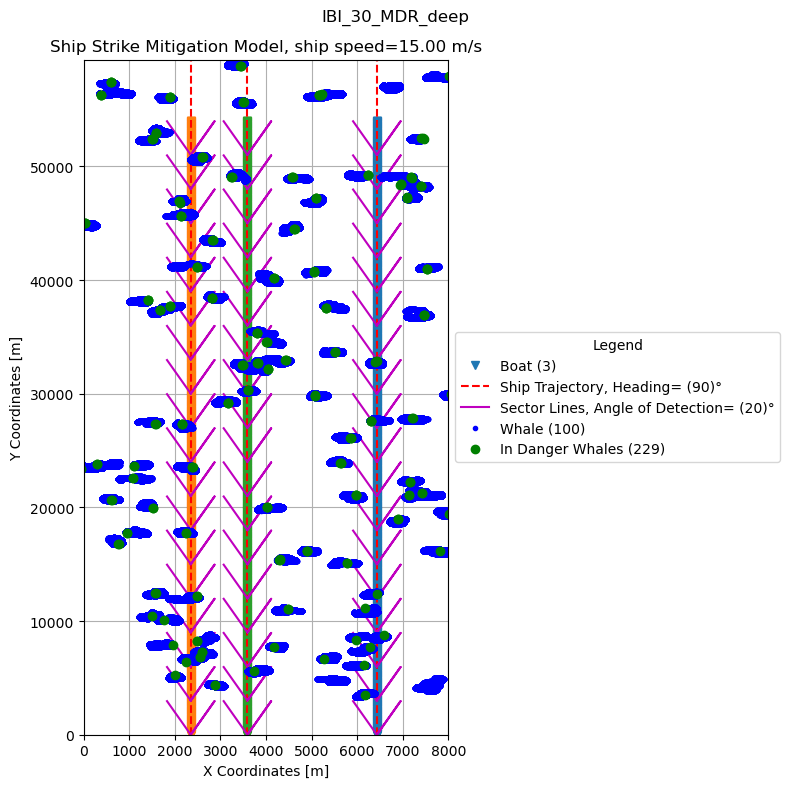 IBI_30_MDR_deep
Ship Strike Mitigation Model, ship speed=15.00 m/s
Y Coordinates [m]
50000
40000
30000
20000
10000
0
0 1000 2000 3000 4000 5000 6000 7000 8000
X Coordinates [m]
Legend
Boat (3)
Ship Trajectory, Heading= (90)°
Sector Lines, Angle of Detection= (20)°
Whale (100)
In Danger Whales (229)